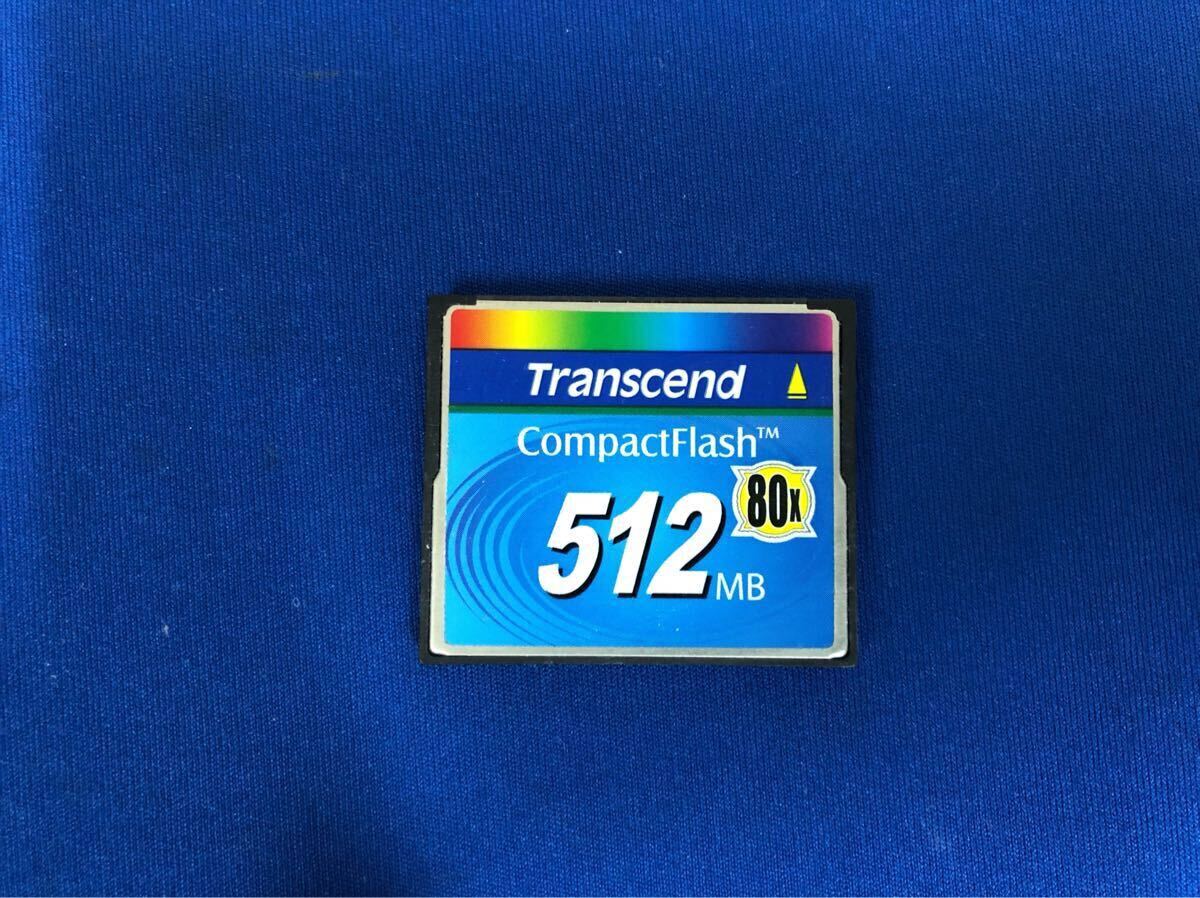 Transcend
CompactFlash™
80x
512MB